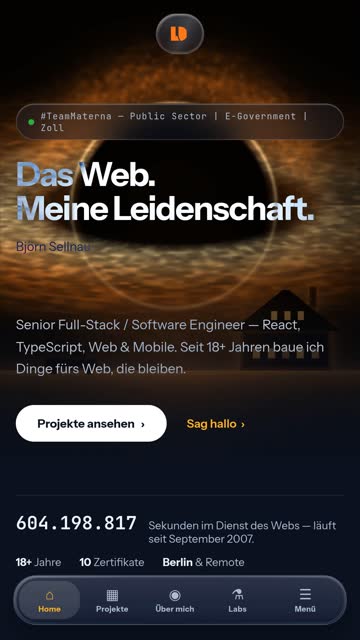 #TeamMaterna — Public Sector | E-Government |
Zoll
Das Web.
Meine Leidenschaft.
Björn Sellnau
Senior Full-Stack / Software Engineer — React,
TypeScript, Web & Mobile. Seit 18+ Jahren baue ich
Dinge fürs Web, die bleiben.
Projekte ansehen ›
Sag hallo ›
604.198.817
Sekunden im Dienst des Webs — läuft
seit September 2007.
18+ Jahre
10 Zertifikate
Berlin & Remote
Home
Projekte
Über mich
Labs
Menü